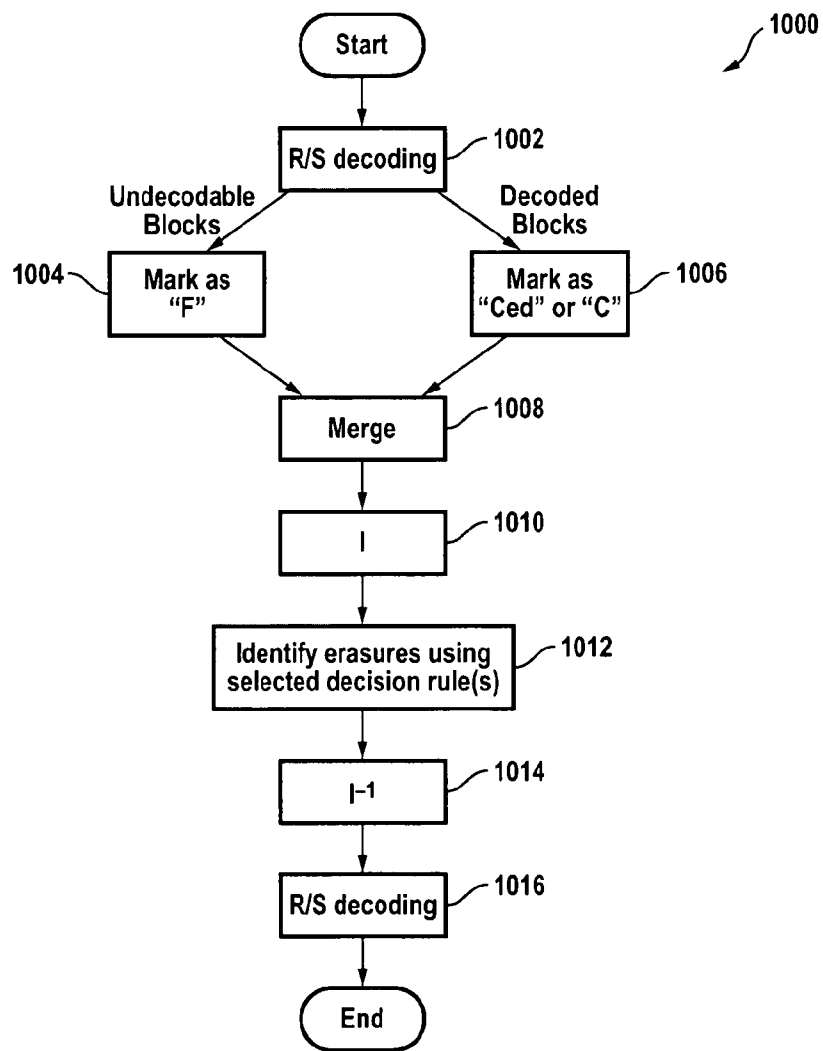 Start
1000
R/S decoding
1002
Undecodable
Blocks
Decoded
Blocks
1004
Mark as
“F”
Mark as
“Ced” or “C”
1006
Merge
1008
I
1010
Identify erasures using
selected decision rule(s)
1012
I–1
1014
R/S decoding
1016
End